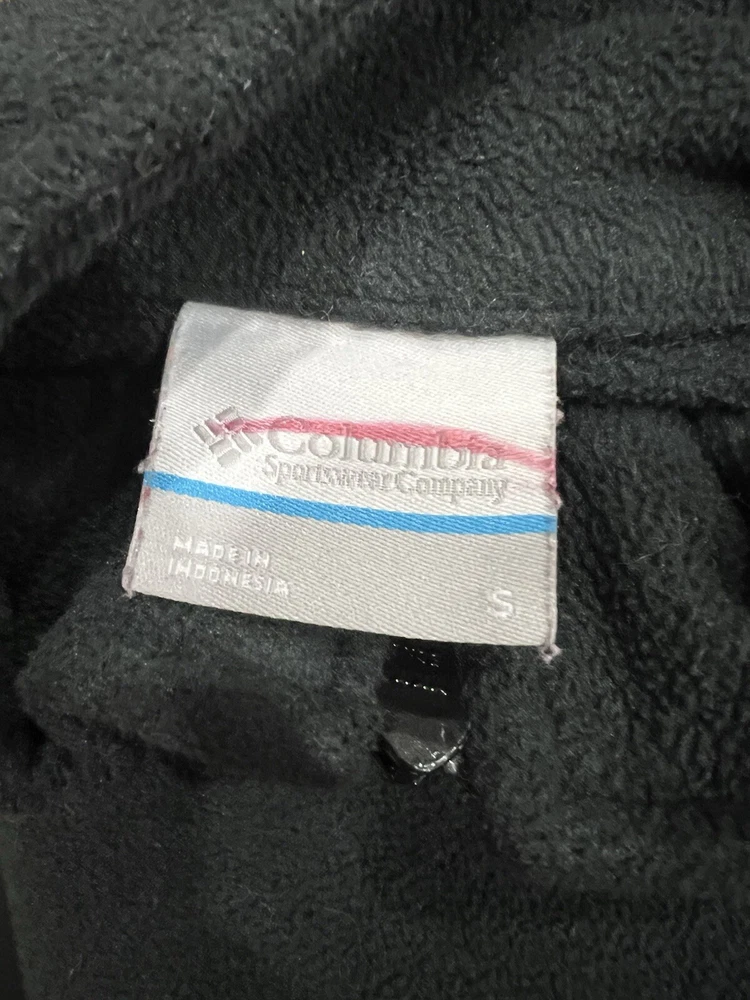 Columbia
Sportswear Company
MADE IN
INDONESIA
S